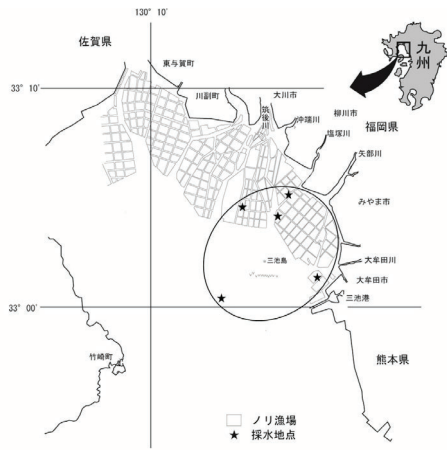 130° 10′
佐賀県
東与賀町
九州
33° 10′
川副町
大川市
筑後川
沖端川
柳川市
塩塚川
福岡県
矢部川
みやま市
三池島
大牟田川
大牟田市
三池港
33° 00′
竹崎町
熊本県
ノリ漁場
採水地点